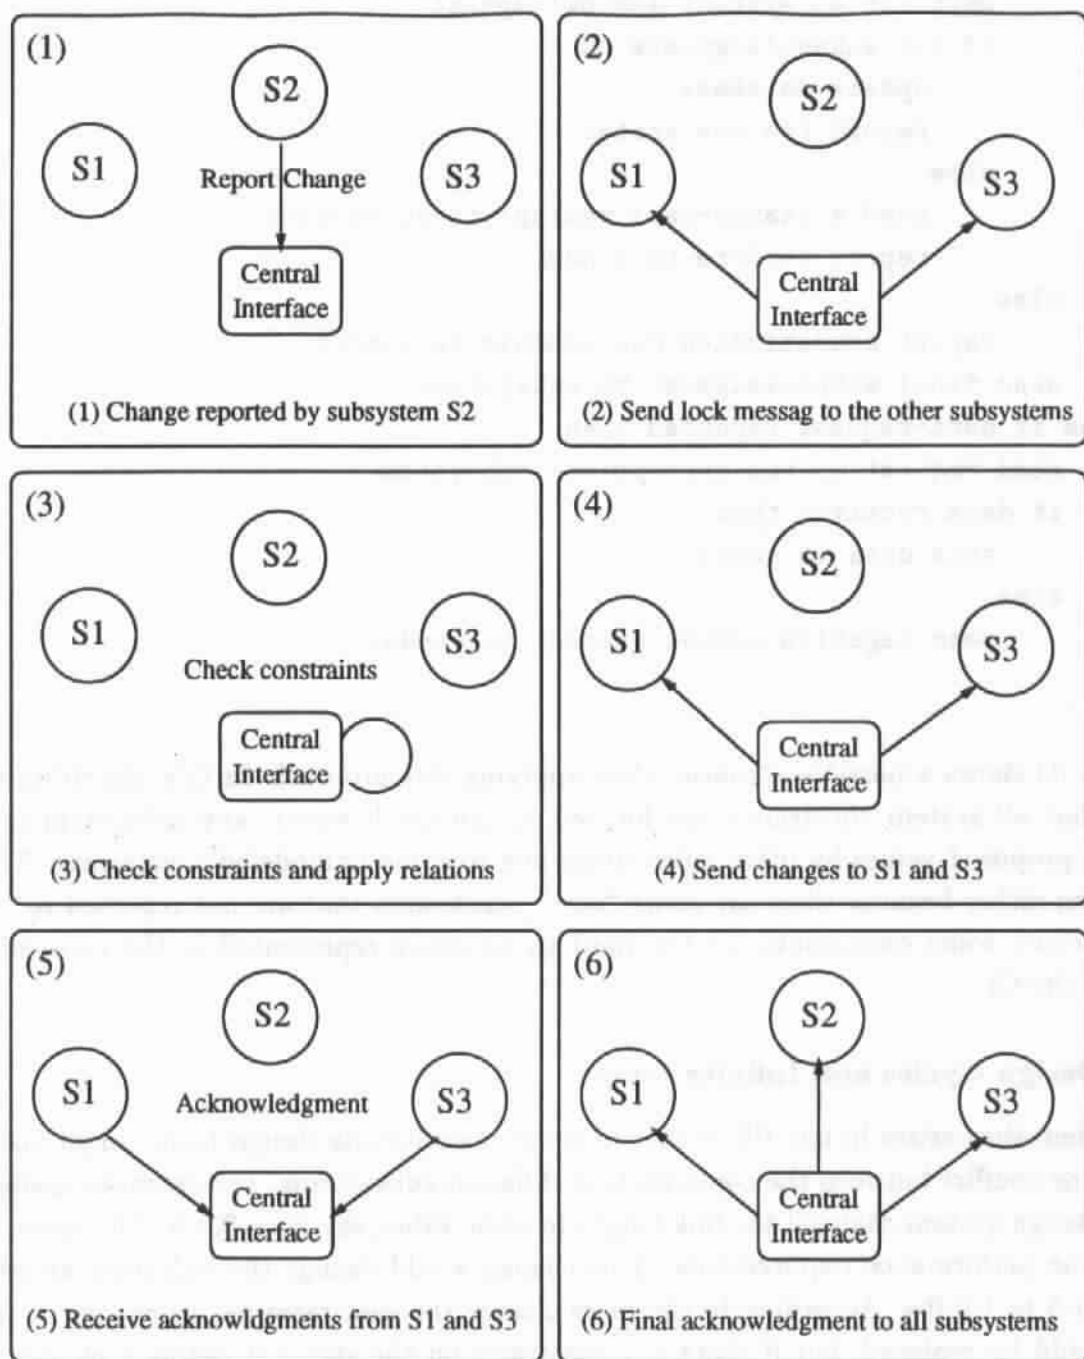 (1)
S2
S1
Report Change
S3
Central
Interface
(1) Change reported by subsystem S2
(2)
S2
S1
S3
Central
Interface
(2) Send lock messag to the other subsystems
(3)
S2
S1
S3
Check constraints
Central
Interface
(3) Check constraints and apply relations
(4)
S2
S1
S3
Central
Interface
(4) Send changes to S1 and S3
(5)
S2
S1
Acknowledgment
S3
Central
Interface
(5) Receive acknowldgments from S1 and S3
(6)
S2
S1
S3
Central
Interface
(6) Final acknowledgment to all subsystems